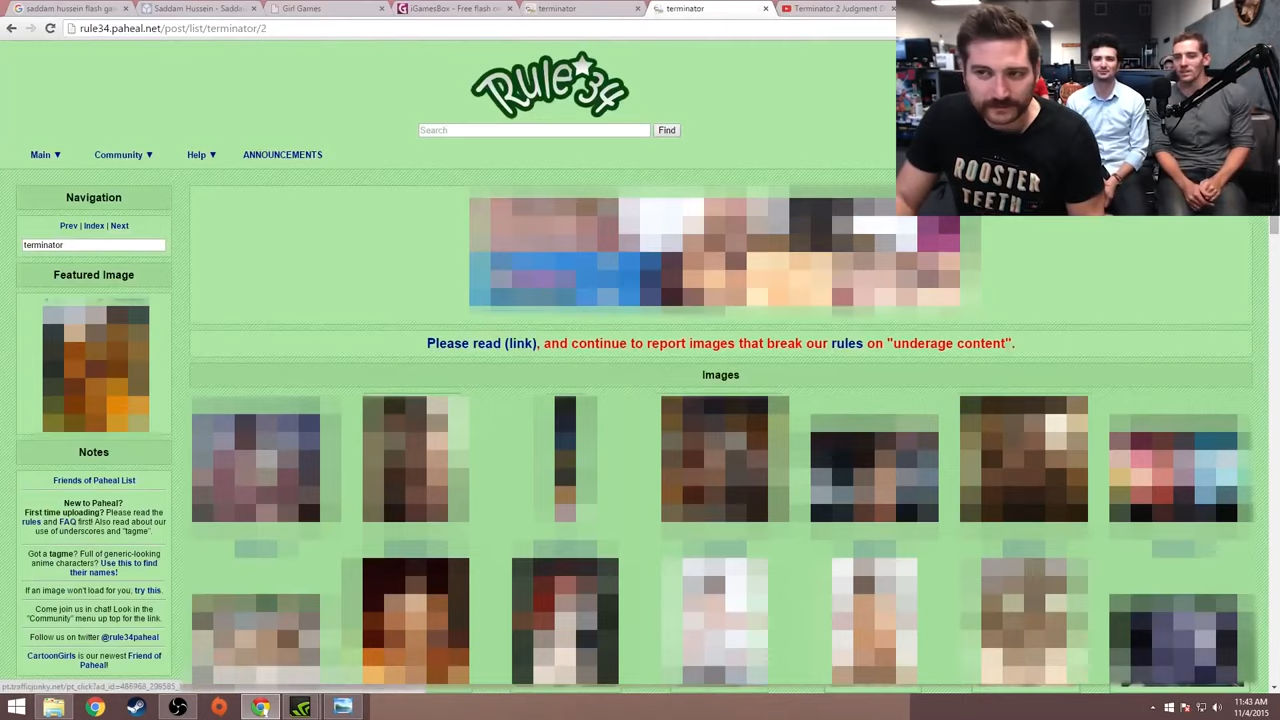 saddam hussein flash ga
Saddam Hussein - Sadda
Girl Games
iGamesBox - Free flash
terminator
terminator
Terminator 2 Judgment D
rule34.paheal.net/post/list/terminator/2
Rule34
Search
Find
Main ▼
Community ▼
Help ▼
ANNOUNCEMENTS
ROOSTER
TEETH
Navigation
Prev | Index | Next
terminator
Featured Image
Please read (link), and continue to report images that break our rules on "underage content".
Images
Notes
Friends of Paheal List
New to Paheal?
First time uploading? Please read the
rules and FAQ first! Also read about our
use of underscores and "tagme".
Got a tagme? Full of generic-looking
anime characters? Use this to find
their names!
If an image won't load for you, try this.
Come join us in chat! Look in the
"Community" menu up top for the link.
Follow us on twitter @rule34paheal
CartoonGirls is our newest Friend of
Paheal!
11:43 AM
11/4/2015